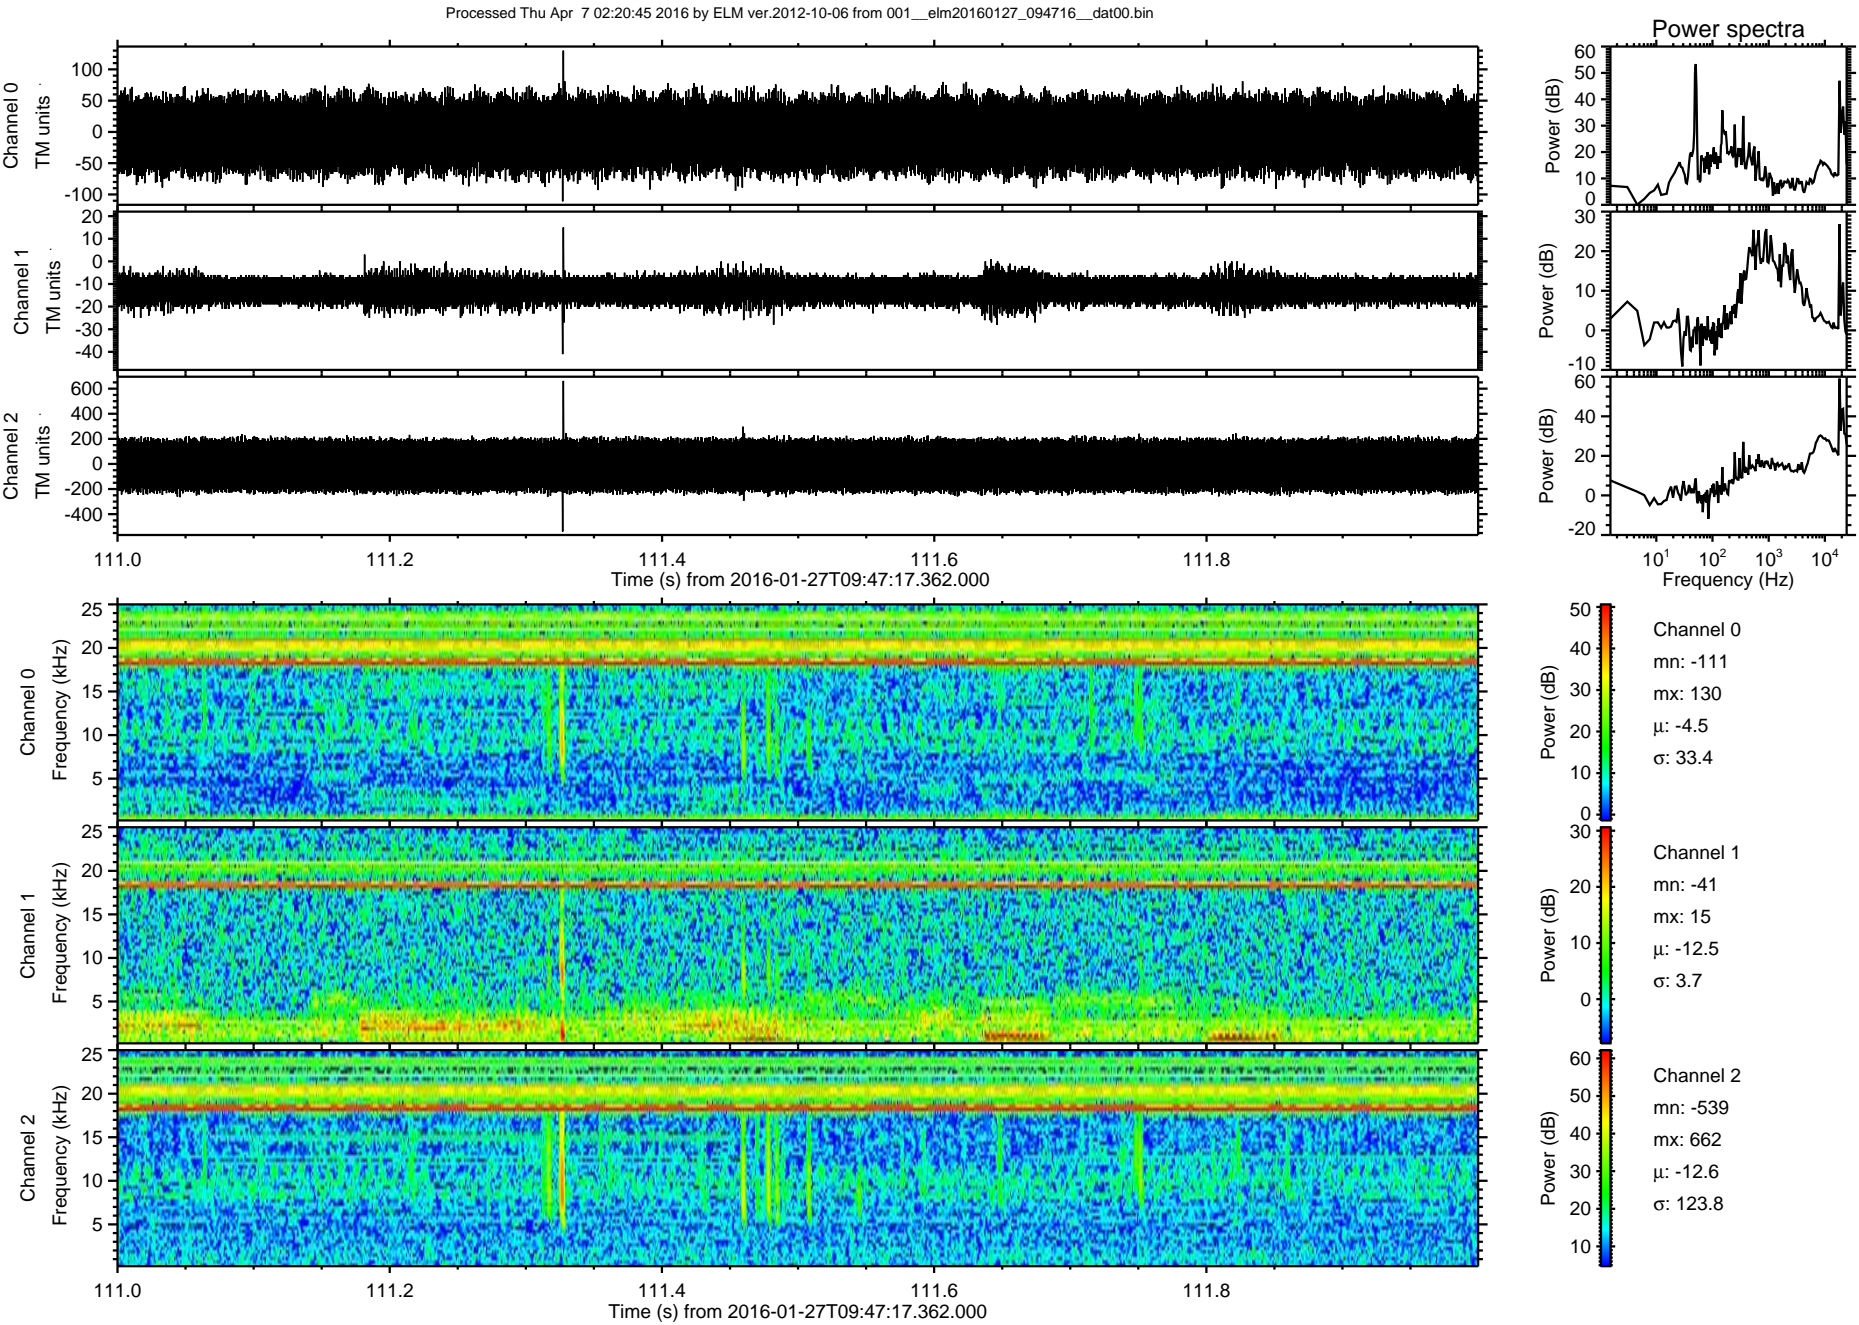 Processed Thu Apr 7 02:20:45 2016 by ELM ver.2012-10-06 from 001__elm20160127_094716__dat00.bin
Power spectra
Channel 0
TM units
100
50
0
-50
-100
Power (dB)
60
50
40
30
20
10
0
Channel 1
TM units
20
10
0
-10
-20
-30
-40
Power (dB)
30
20
10
0
-10
Channel 2
TM units
600
400
200
0
-200
-400
Power (dB)
60
40
20
0
-20
111.0 111.2 111.4 111.6 111.8
Time (s) from 2016-01-27T09:47:17.362.000
10^1 10^2 10^3 10^4
Frequency (Hz)
Channel 0
Frequency (kHz)
25
20
15
10
5
Power (dB)
50
40
30
20
10
0
Channel 0
mn: -111
mx: 130
μ: -4.5
σ: 33.4
Channel 1
Frequency (kHz)
25
20
15
10
5
Power (dB)
30
20
10
0
Channel 1
mn: -41
mx: 15
μ: -12.5
σ: 3.7
Channel 2
Frequency (kHz)
25
20
15
10
5
Power (dB)
60
50
40
30
20
10
Channel 2
mn: -539
mx: 662
μ: -12.6
σ: 123.8
111.0 111.2 111.4 111.6 111.8
Time (s) from 2016-01-27T09:47:17.362.000